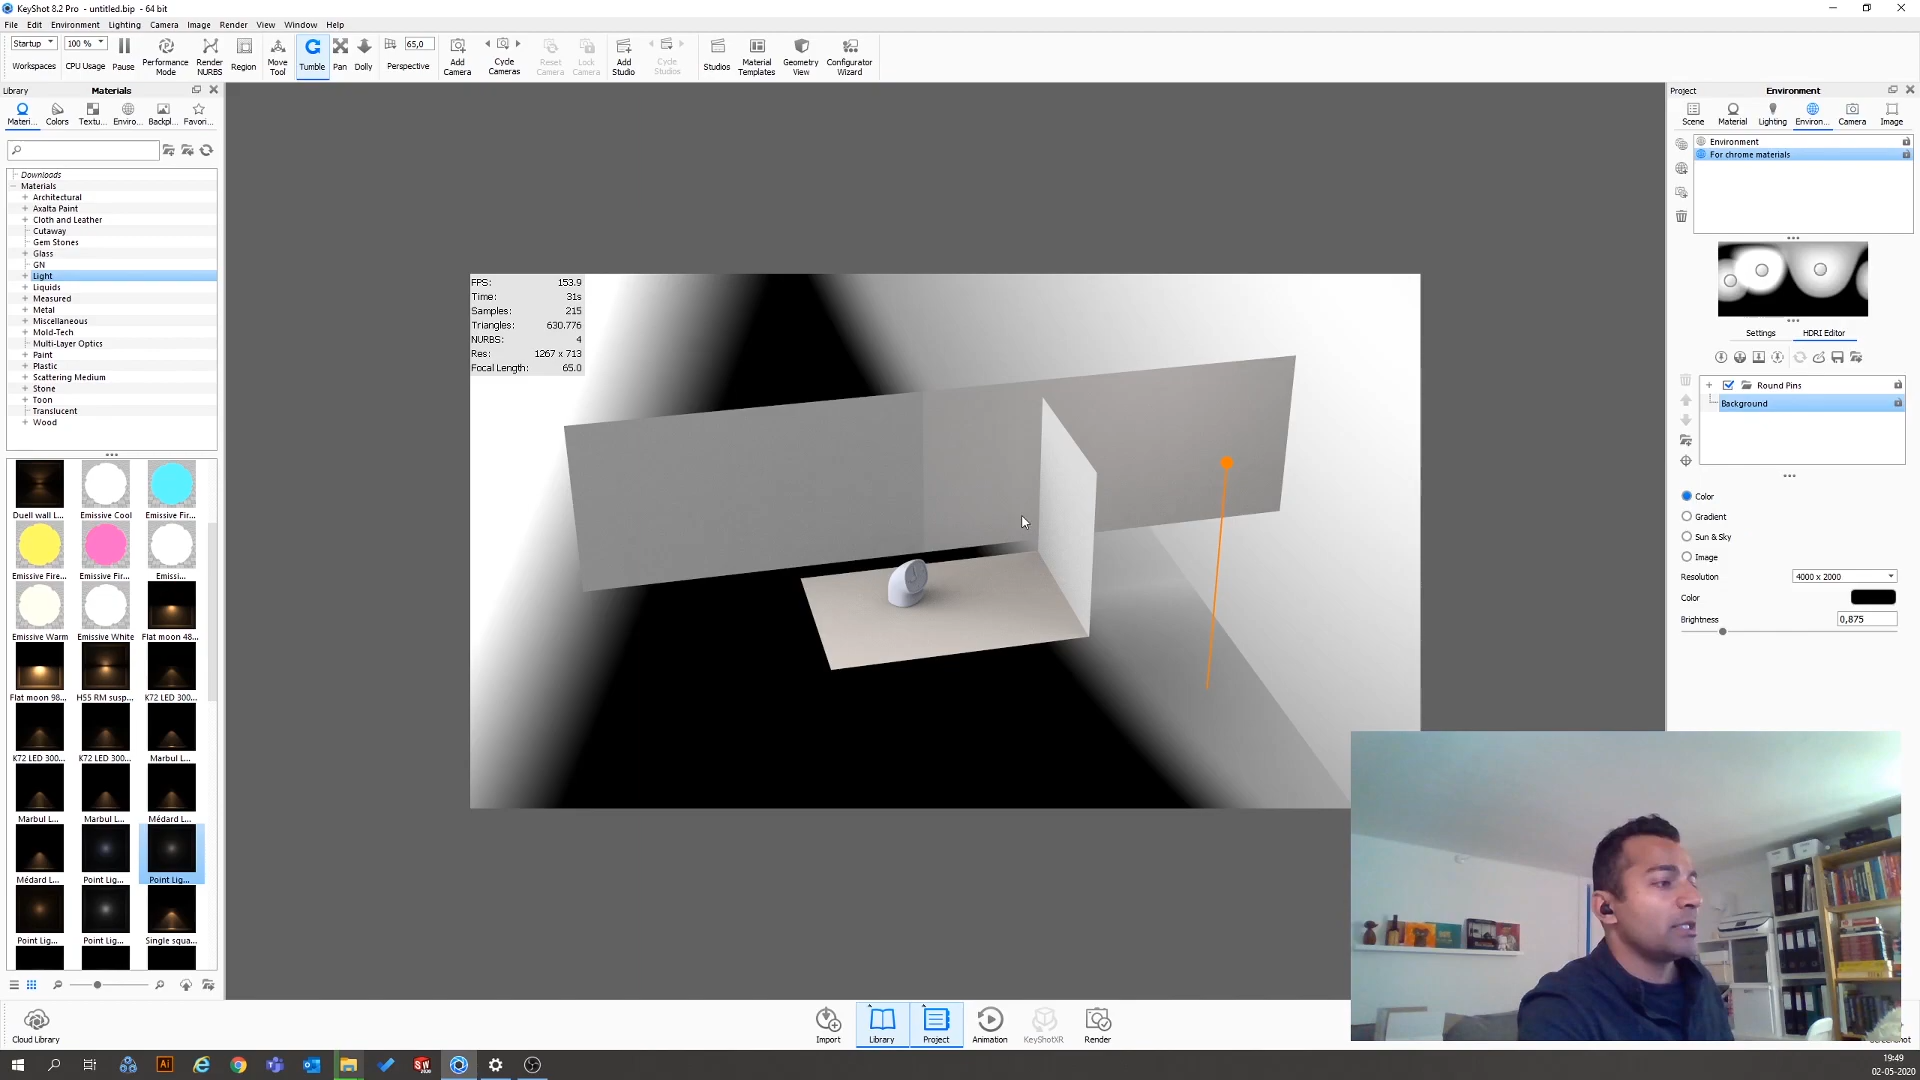 KeyShot 8.2 Pro - untitled.bip - 64 bit
File Edit Environment Lighting Camera Image Render View Window Help
Startup 100 % 65,0
Workspaces CPU Usage Pause Performance Mode Render NURBS Region Move Tool Tumble Pan Dolly Perspective Add Camera Cycle Cameras Reset Camera Lock Camera Add Studio Cycle Studios Studios Material Templates Geometry View Configurator Wizard
Library Materials
Materi... Colors Textu... Enviro... Backpl... Favori...
Downloads
Materials
Architectural
Axalta Paint
Cloth and Leather
Cutaway
Gem Stones
Glass
GN
Light
Liquids
Measured
Metal
Miscellaneous
Mold-Tech
Multi-Layer Optics
Paint
Plastic
Scattering Medium
Stone
Toon
Translucent
Wood
Duell wall L... Emissive Cool Emissive Fir...
Emissive Fire... Emissive Fir... Emissi...
Emissive Warm Emissive White Flat moon 48...
Flat moon 98... H55 RM susp... K72 LED 300...
K72 LED 300... K72 LED 300... Marbul L...
Marbul L... Marbul L... Médard L...
Médard L... Point Lig... Point Lig...
Point Lig... Point Lig... Single squa...
Cloud Library
FPS: 153.9
Time: 31s
Samples: 215
Triangles: 630.776
NURBS: 4
Res: 1267 x 713
Focal Length: 65.0
Import Library Project Animation KeyShotXR Render
Project Environment
Scene Material Lighting Environ... Camera Image
Environment
For chrome materials
Settings HDRI Editor
Round Pins
Background
Color
Gradient
Sun & Sky
Image
Resolution 4000 x 2000
Color
Brightness 0,875
19:49
02-05-2020